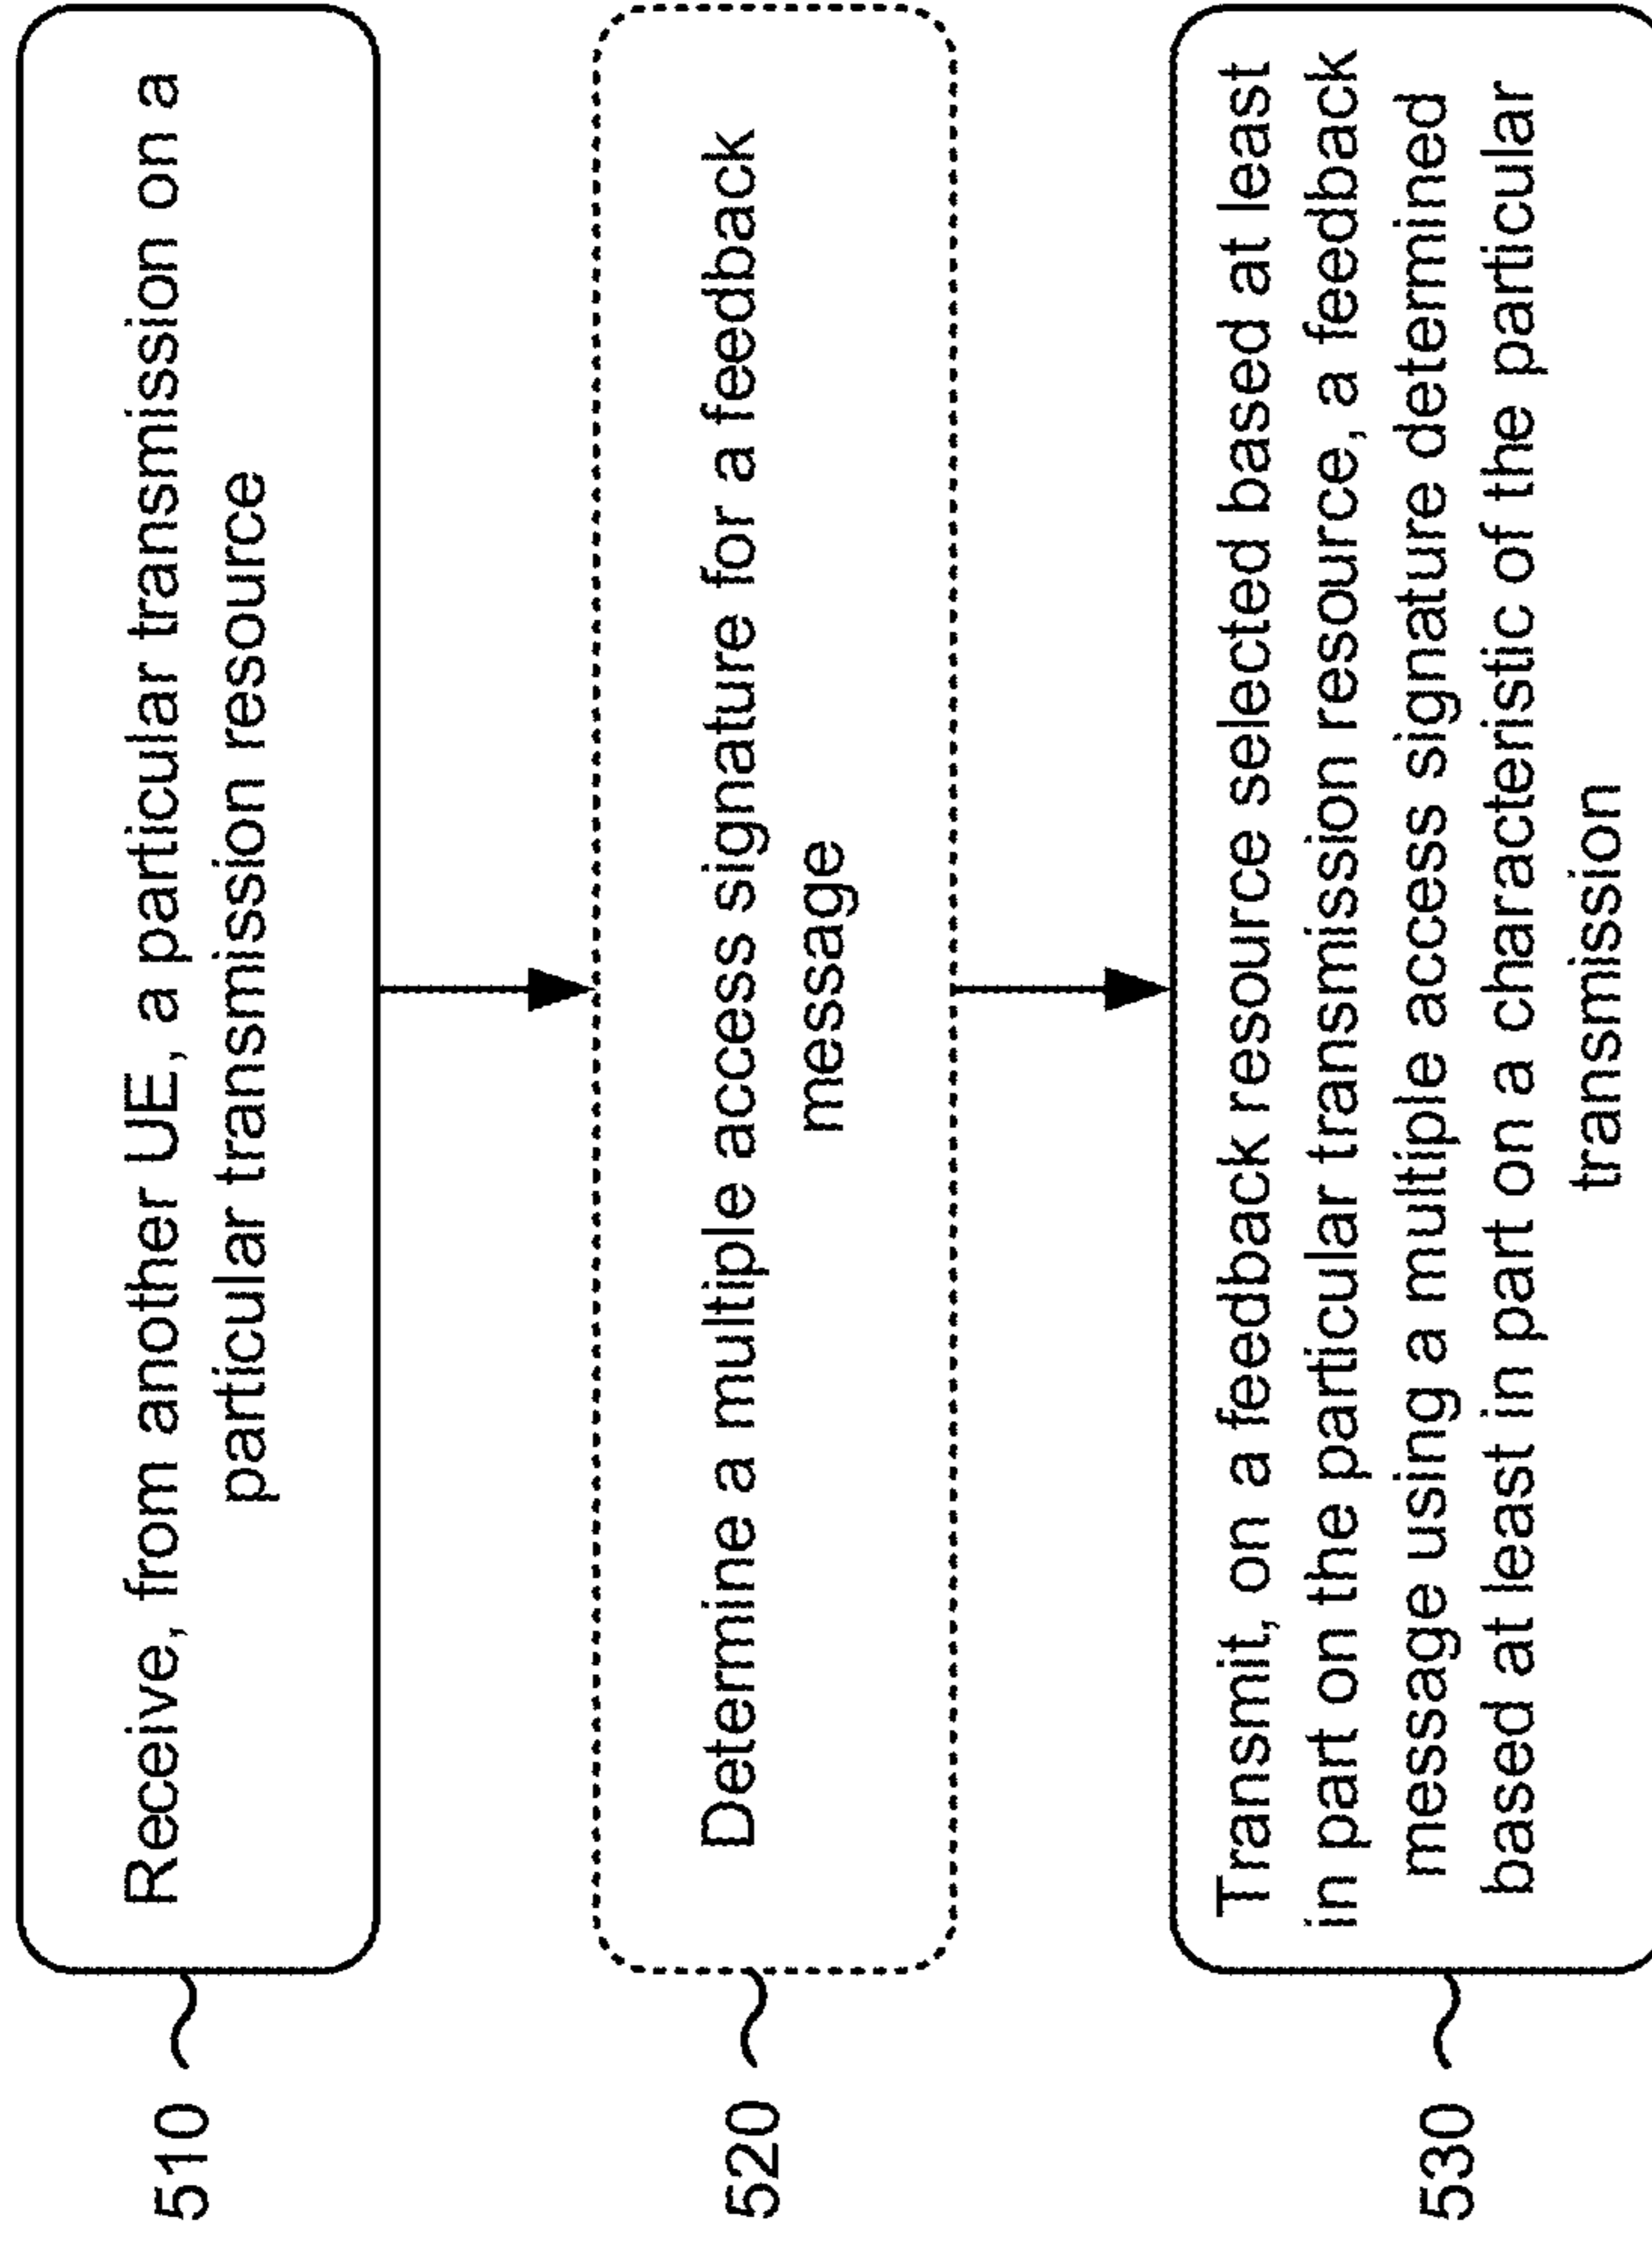 510
Receive, from another UE, a particular transmission on a
particular transmission resource
520
Determine a multiple access signature for a feedback
message
530
Transmit, on a feedback resource selected based at least
in part on the particular transmission resource, a feedback
message using a multiple access signature determined
based at least in part on a characteristic of the particular
transmission